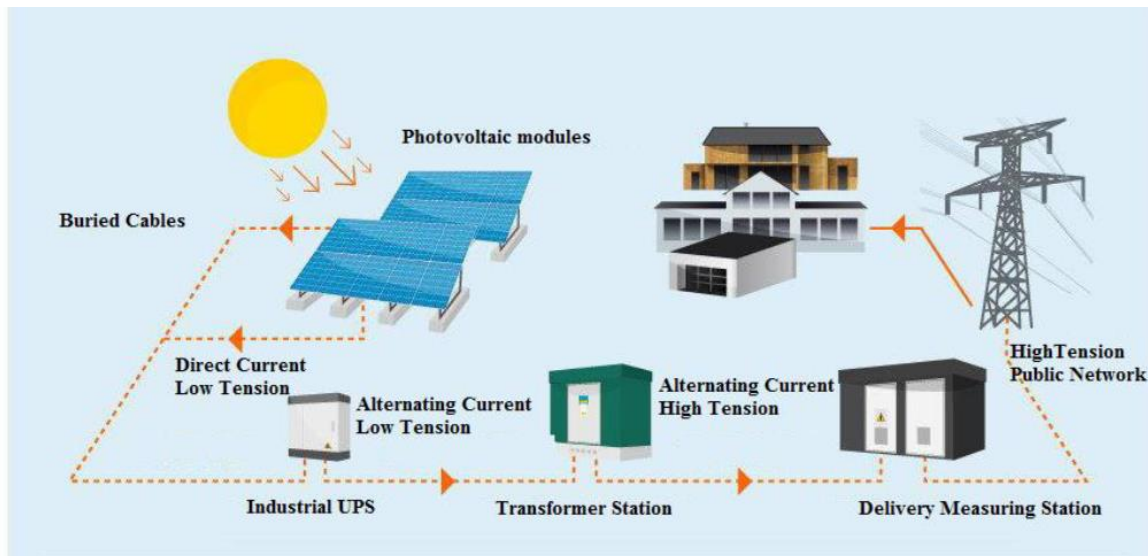 Photovoltaic modules
Buried Cables
Direct Current
Low Tension
Alternating Current
Low Tension
Alternating Current
High Tension
HighTension
Public Network
Industrial UPS
Transformer Station
Delivery Measuring Station